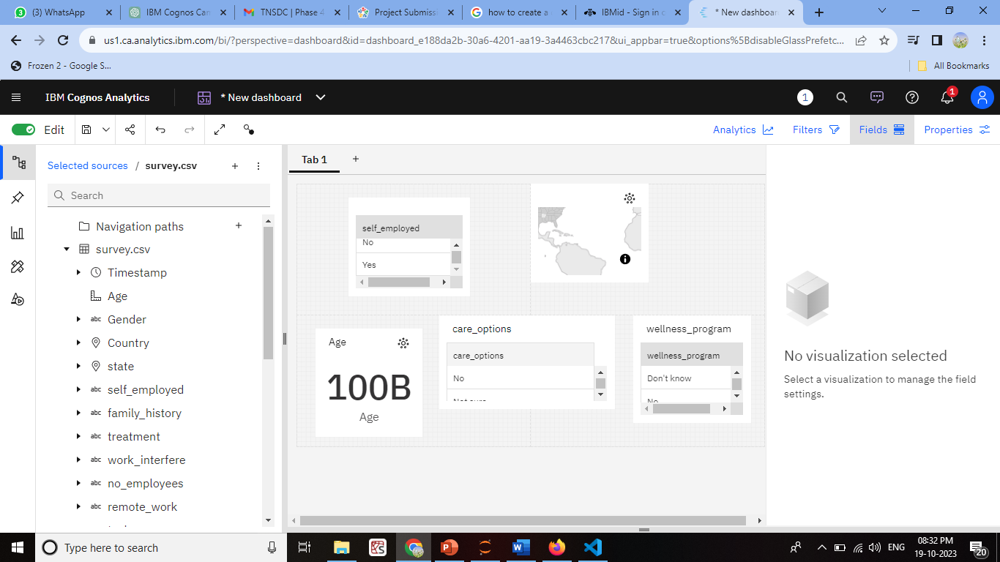 (3) WhatsApp
IBM Cognos Can
TNSDC | Phase 4
Project Submiss
how to create a
IBMid - Sign in
* New dashboar
us1.ca.analytics.ibm.com/bi/?perspective=dashboard&id=dashboard_e188da2b-30a6-4201-aa19-3a4463cbc217&ui_appbar=true&options%5BdisableGlassPrefetc...
Frozen 2 - Google S...
All Bookmarks
IBM Cognos Analytics
* New dashboard
1
1
Edit
Analytics
Filters
Fields
Properties
Selected sources / survey.csv
Tab 1
Search
Navigation paths
survey.csv
Timestamp
Age
abc Gender
Country
state
abc self_employed
abc family_history
abc treatment
abc work_interfere
abc no_employees
abc remote_work
self_employed
No
Yes
Age
100B
Age
care_options
care_options
No
Not sure
wellness_program
wellness_program
Don't know
No
No visualization selected
Select a visualization to manage the field
settings.
Type here to search
ENG
08:32 PM
19-10-2023
20